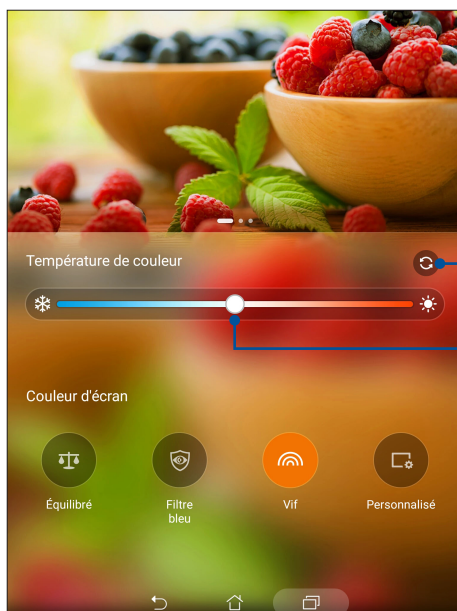 Température de couleur
Couleur d'écran
Équilibré
Filtre
bleu
Vif
Personnalisé